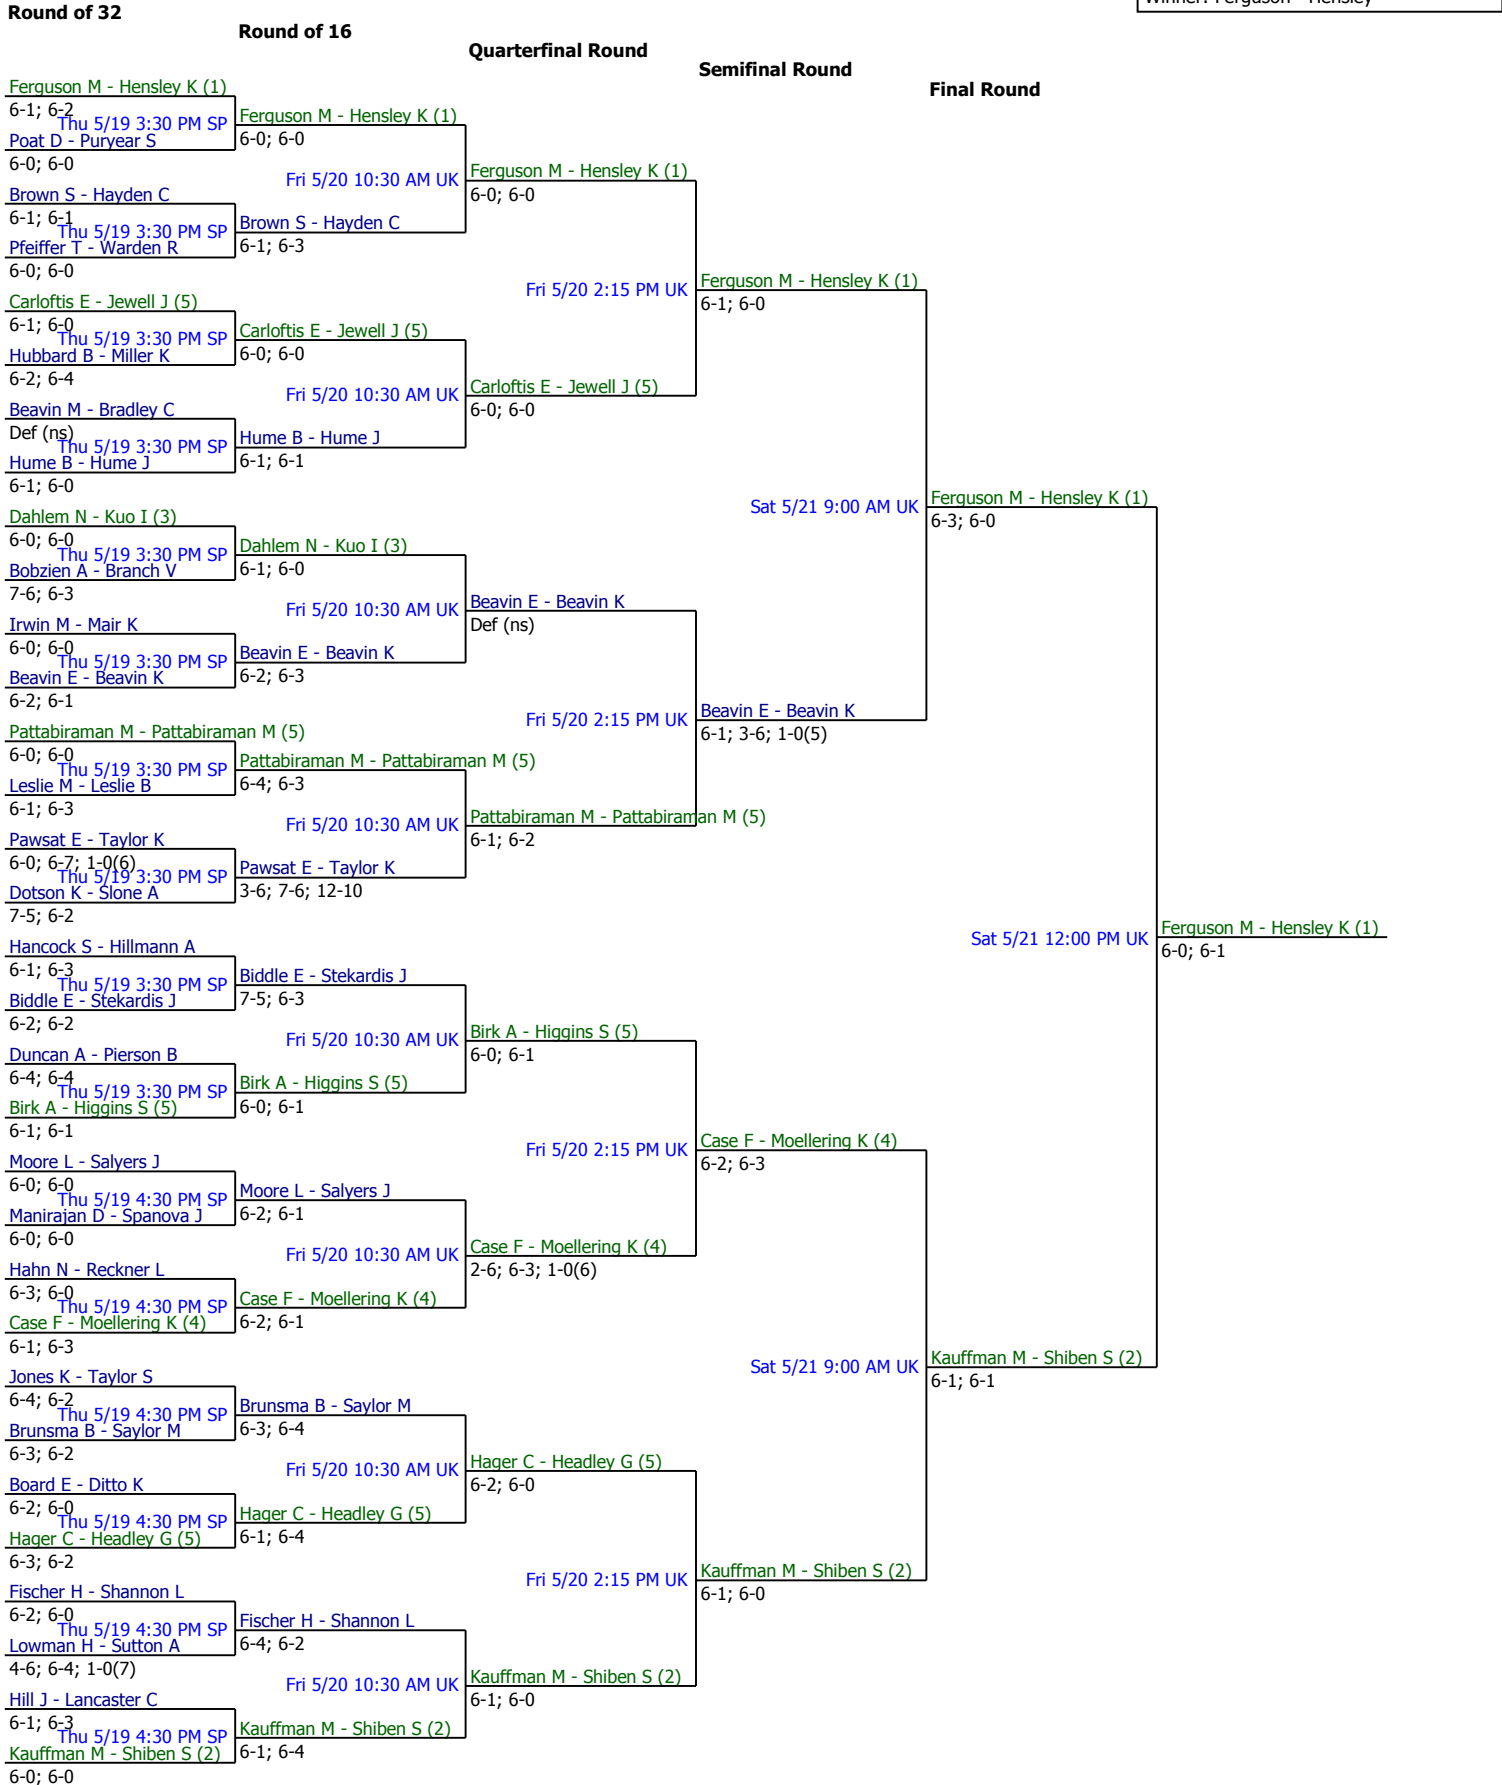 Winner: Ferguson - Hensley
Round of 32
Round of 16
Quarterfinal Round
Semifinal Round
Final Round
Ferguson M - Hensley K (1)
6-1; 6-2
Thu 5/19 3:30 PM SP
Poat D - Puryear S
6-0; 6-0
Brown S - Hayden C
6-1; 6-1
Thu 5/19 3:30 PM SP
Pfeiffer T - Warden R
6-0; 6-0
Carloftis E - Jewell J (5)
6-1; 6-0
Thu 5/19 3:30 PM SP
Hubbard B - Miller K
6-2; 6-4
Beavin M - Bradley C
Def (ns)
Thu 5/19 3:30 PM SP
Hume B - Hume J
6-1; 6-0
Dahlem N - Kuo I (3)
6-0; 6-0
Thu 5/19 3:30 PM SP
Bobzien A - Branch V
7-6; 6-3
Irwin M - Mair K
6-0; 6-0
Thu 5/19 3:30 PM SP
Beavin E - Beavin K
6-2; 6-1
Pattabiraman M - Pattabiraman M (5)
6-0; 6-0
Thu 5/19 3:30 PM SP
Leslie M - Leslie B
6-1; 6-3
Pawsat E - Taylor K
6-0; 6-7; 1-0(6)
Thu 5/19 3:30 PM SP
Dotson K - Slone A
7-5; 6-2
Hancock S - Hillmann A
6-1; 6-3
Thu 5/19 3:30 PM SP
Biddle E - Stekardis J
6-2; 6-2
Duncan A - Pierson B
6-4; 6-4
Thu 5/19 3:30 PM SP
Birk A - Higgins S (5)
6-1; 6-1
Moore L - Salyers J
6-0; 6-0
Thu 5/19 4:30 PM SP
Manirajan D - Spanova J
6-0; 6-0
Hahn N - Reckner L
6-3; 6-0
Thu 5/19 4:30 PM SP
Case F - Moellering K (4)
6-1; 6-3
Jones K - Taylor S
6-4; 6-2
Thu 5/19 4:30 PM SP
Brunsma B - Saylor M
6-3; 6-2
Board E - Ditto K
6-2; 6-0
Thu 5/19 4:30 PM SP
Hager C - Headley G (5)
6-3; 6-2
Fischer H - Shannon L
6-2; 6-0
Thu 5/19 4:30 PM SP
Lowman H - Sutton A
4-6; 6-4; 1-0(7)
Hill J - Lancaster C
6-1; 6-3
Thu 5/19 4:30 PM SP
Kauffman M - Shiben S (2)
6-0; 6-0
Ferguson M - Hensley K (1)
6-0; 6-0
Fri 5/20 10:30 AM UK
Brown S - Hayden C
6-1; 6-3
Carloftis E - Jewell J (5)
6-0; 6-0
Fri 5/20 10:30 AM UK
Hume B - Hume J
6-1; 6-1
Dahlem N - Kuo I (3)
6-1; 6-0
Fri 5/20 10:30 AM UK
Beavin E - Beavin K
6-2; 6-3
Pattabiraman M - Pattabiraman M (5)
6-4; 6-3
Fri 5/20 10:30 AM UK
Pawsat E - Taylor K
3-6; 7-6; 12-10
Biddle E - Stekardis J
7-5; 6-3
Fri 5/20 10:30 AM UK
Birk A - Higgins S (5)
6-0; 6-1
Moore L - Salyers J
6-2; 6-1
Fri 5/20 10:30 AM UK
Case F - Moellering K (4)
6-2; 6-1
Brunsma B - Saylor M
6-3; 6-4
Fri 5/20 10:30 AM UK
Hager C - Headley G (5)
6-1; 6-4
Fischer H - Shannon L
6-4; 6-2
Fri 5/20 10:30 AM UK
Kauffman M - Shiben S (2)
6-1; 6-4
Ferguson M - Hensley K (1)
6-0; 6-0
Fri 5/20 2:15 PM UK
Carloftis E - Jewell J (5)
6-0; 6-0
Beavin E - Beavin K
Def (ns)
Fri 5/20 2:15 PM UK
Pattabiraman M - Pattabiraman M (5)
6-1; 6-2
Birk A - Higgins S (5)
6-0; 6-1
Fri 5/20 2:15 PM UK
Case F - Moellering K (4)
2-6; 6-3; 1-0(6)
Hager C - Headley G (5)
6-2; 6-0
Fri 5/20 2:15 PM UK
Kauffman M - Shiben S (2)
6-1; 6-0
Ferguson M - Hensley K (1)
6-1; 6-0
Sat 5/21 9:00 AM UK
Beavin E - Beavin K
6-1; 3-6; 1-0(5)
Case F - Moellering K (4)
6-2; 6-3
Sat 5/21 9:00 AM UK
Kauffman M - Shiben S (2)
6-1; 6-0
Ferguson M - Hensley K (1)
6-3; 6-0
Sat 5/21 12:00 PM UK
Kauffman M - Shiben S (2)
6-1; 6-1
Ferguson M - Hensley K (1)
6-0; 6-1